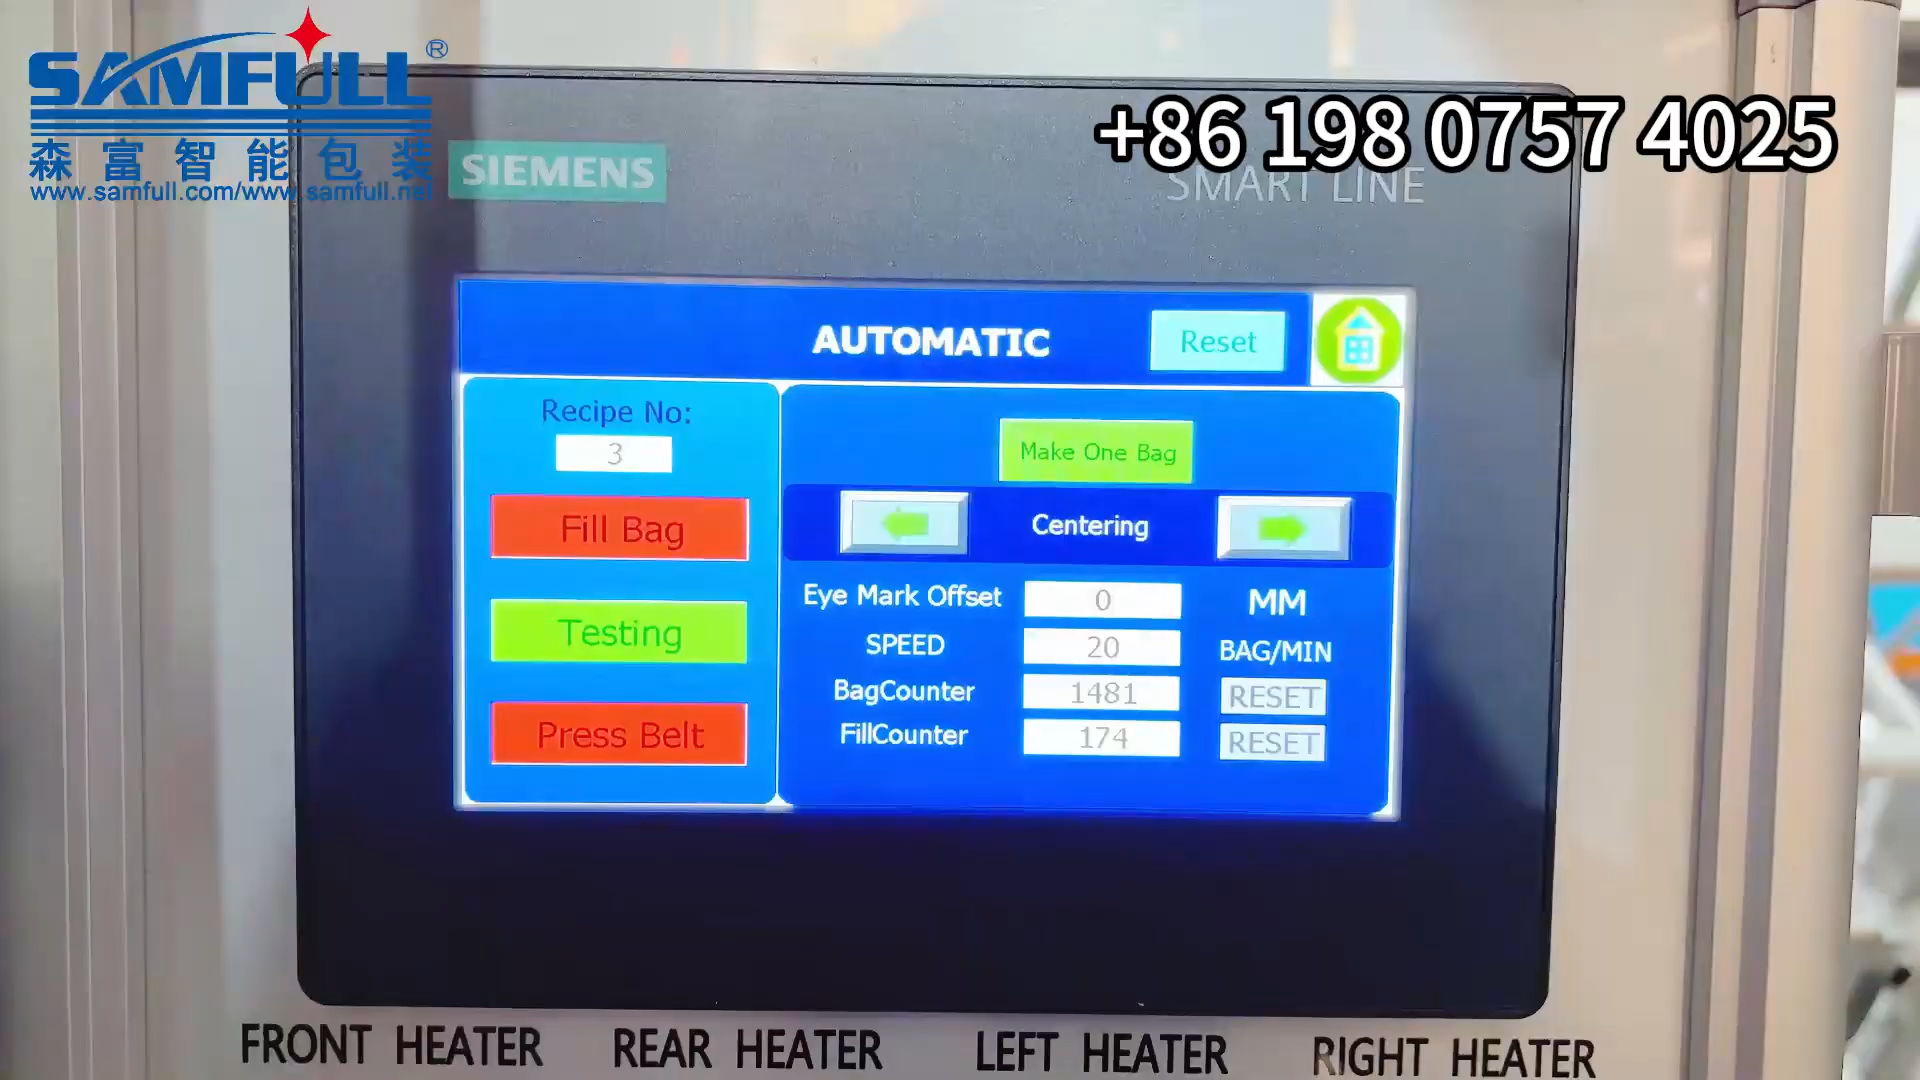 SAMFULL®
森富智能包装
www.samfull.com/www.samfull.net
+86 198 0757 4025
SIEMENS
SMART LINE
AUTOMATIC
Reset
Recipe No:
3
Fill Bag
Testing
Press Belt
Make One Bag
Centering
Eye Mark Offset 0 MM
SPEED 20 BAG/MIN
BagCounter 1481 RESET
FillCounter 174 RESET
FRONT HEATER REAR HEATER LEFT HEATER RIGHT HEATER